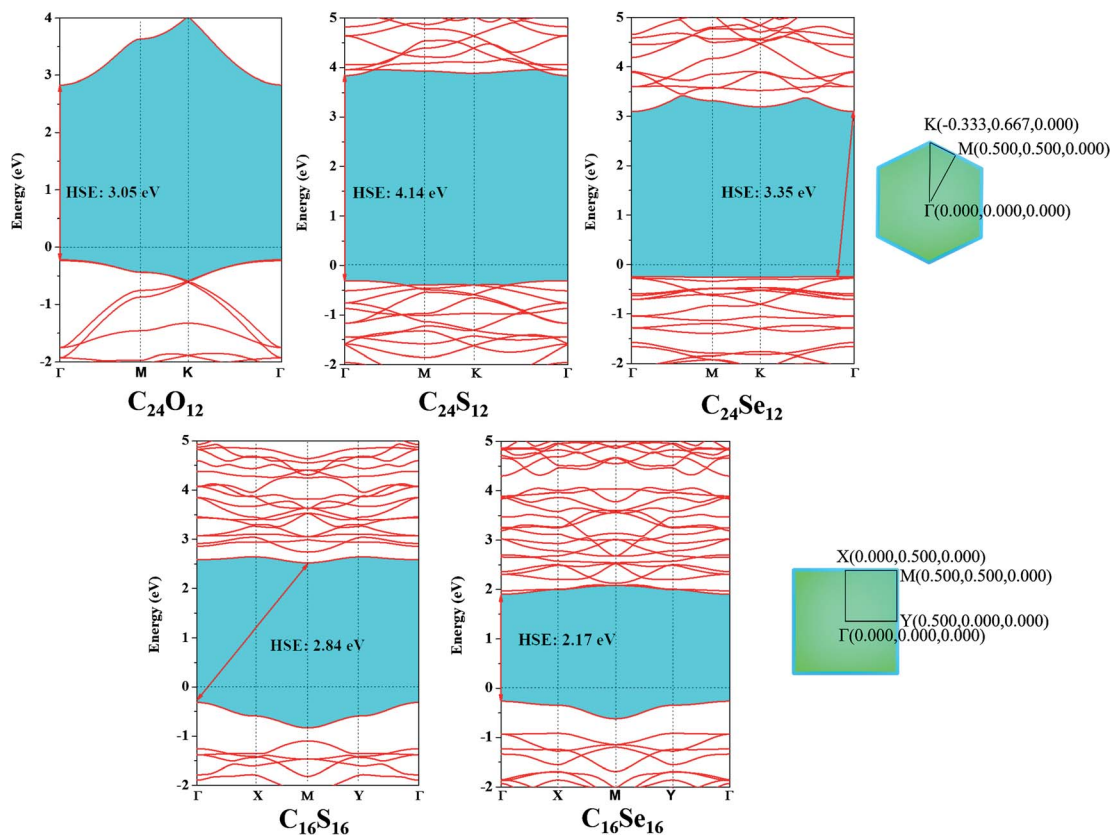 4
3
2
1
0
-1
-2
Energy (eV)
HSE: 3.05 eV
Γ M K Γ
C24O12
5
4
3
2
1
0
-1
-2
Energy (eV)
HSE: 4.14 eV
Γ M K Γ
C24S12
5
4
3
2
1
0
-1
-2
Energy (eV)
HSE: 3.35 eV
Γ M K Γ
C24Se12
K(-0.333,0.667,0.000)
M(0.500,0.500,0.000)
Γ(0.000,0.000,0.000)
5
4
3
2
1
0
-1
-2
Energy (eV)
HSE: 2.84 eV
Γ X M Y Γ
C16S16
5
4
3
2
1
0
-1
-2
Energy (eV)
HSE: 2.17 eV
Γ X M Y Γ
C16Se16
X(0.000,0.500,0.000)
M(0.500,0.500,0.000)
Y(0.500,0.000,0.000)
Γ(0.000,0.000,0.000)